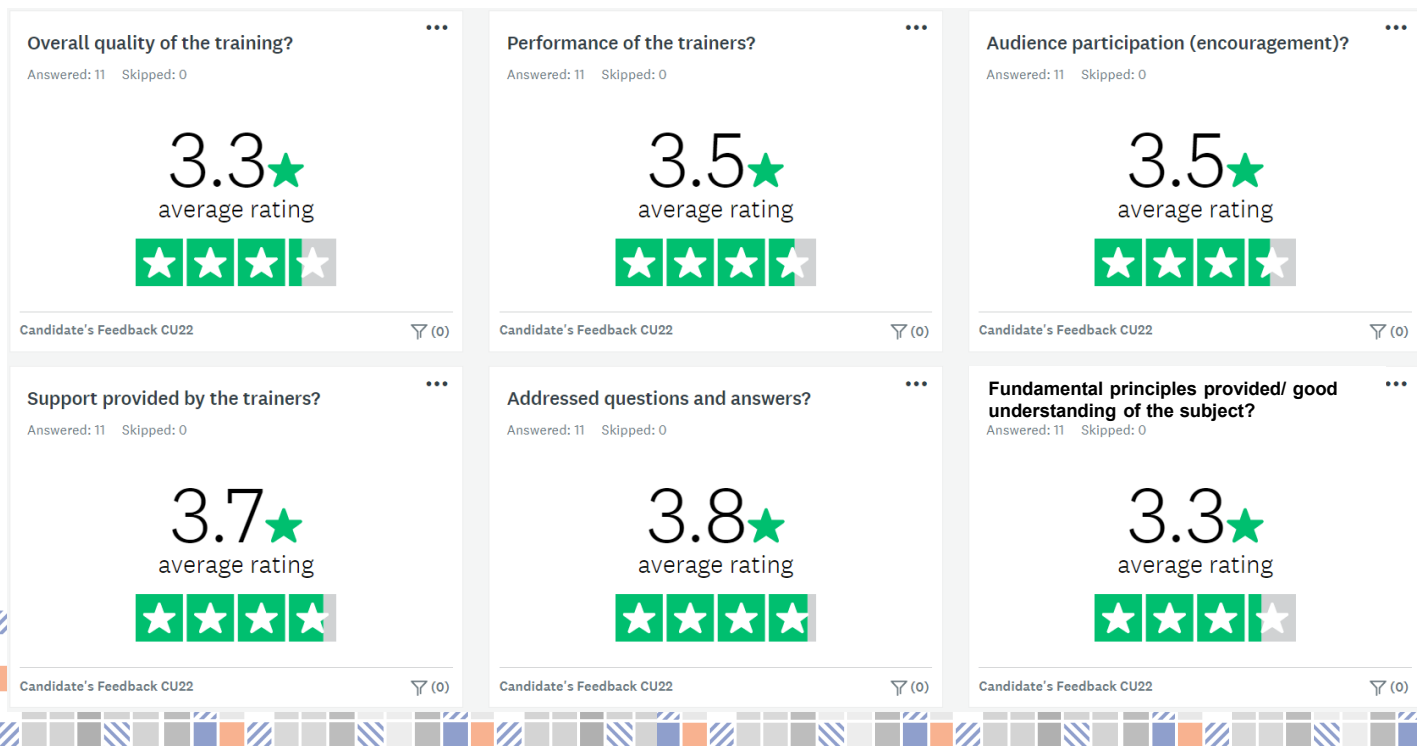 Overall quality of the training?
Answered: 11 Skipped: 0
3.3
average rating
Candidate's Feedback CU22
(0)
Performance of the trainers?
Answered: 11 Skipped: 0
3.5
average rating
Candidate's Feedback CU22
(0)
Audience participation (encouragement)?
Answered: 11 Skipped: 0
3.5
average rating
Candidate's Feedback CU22
(0)
Support provided by the trainers?
Answered: 11 Skipped: 0
3.7
average rating
Candidate's Feedback CU22
(0)
Addressed questions and answers?
Answered: 11 Skipped: 0
3.8
average rating
Candidate's Feedback CU22
(0)
Fundamental principles provided/ good
understanding of the subject?
Answered: 11 Skipped: 0
3.3
average rating
Candidate's Feedback CU22
(0)